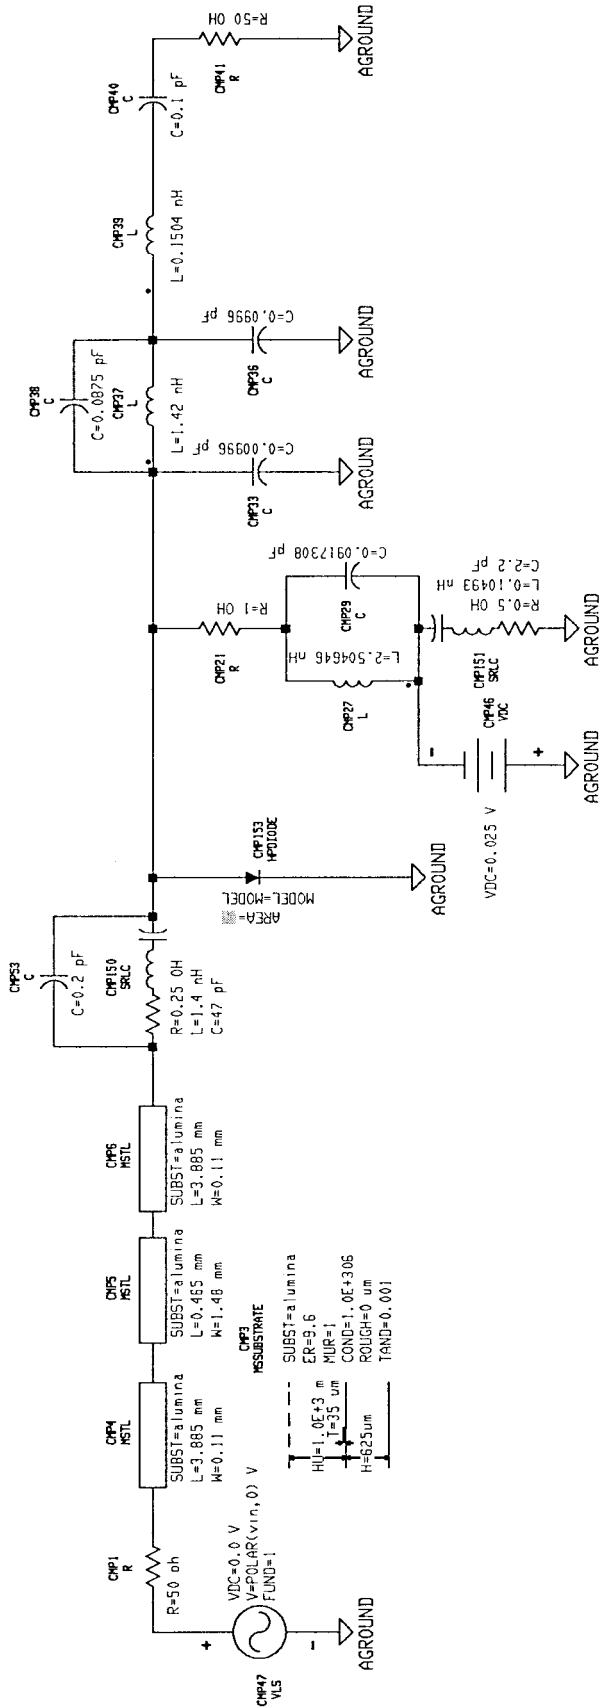 CMP47
VLS
VDC=0.0 V
V=POLAR(vin,0) V
FUND=1
AGROUND
CMP1
R
R=50 oh
CMP4
MSTL
SUBST=alumina
L=3.885 mm
W=0.11 mm
CMP5
MSTL
SUBST=alumina
L=0.465 mm
W=1.48 mm
CMP6
MSTL
SUBST=alumina
L=3.885 mm
W=0.11 mm
CMP3
MSSUBSTRATE
SUBST=alumina
ER=9.6
MUR=1
COND=1.0E+306
ROUGH=0 um
TAND=0.001
HU=1.0E+3 m
T=35 um
H=625um
CMP53
C
C=0.2 pF
CMP150
SRLC
R=0.25 OH
L=1.4 nH
C=47 pF
CMP153
HPDIODE
AREA=
MODEL=MODEL
AGROUND
CMP21
R
R=1 OH
CMP27
L
L=2.504646 nH
CMP29
C
C=0.0917308 pF
CMP46
VDC
VDC=0.025 V
AGROUND
CMP151
SRLC
R=0.5 OH
L=0.10493 nH
C=2.2 pF
AGROUND
CMP33
C
C=0.00996 pF
AGROUND
CMP38
C
C=0.0875 pF
CMP37
L
L=1.42 nH
CMP36
C
C=0.0996 pF
AGROUND
CMP39
L
L=0.1504 nH
CMP40
C
C=0.1 pF
CMP41
R
R=50 OH
AGROUND